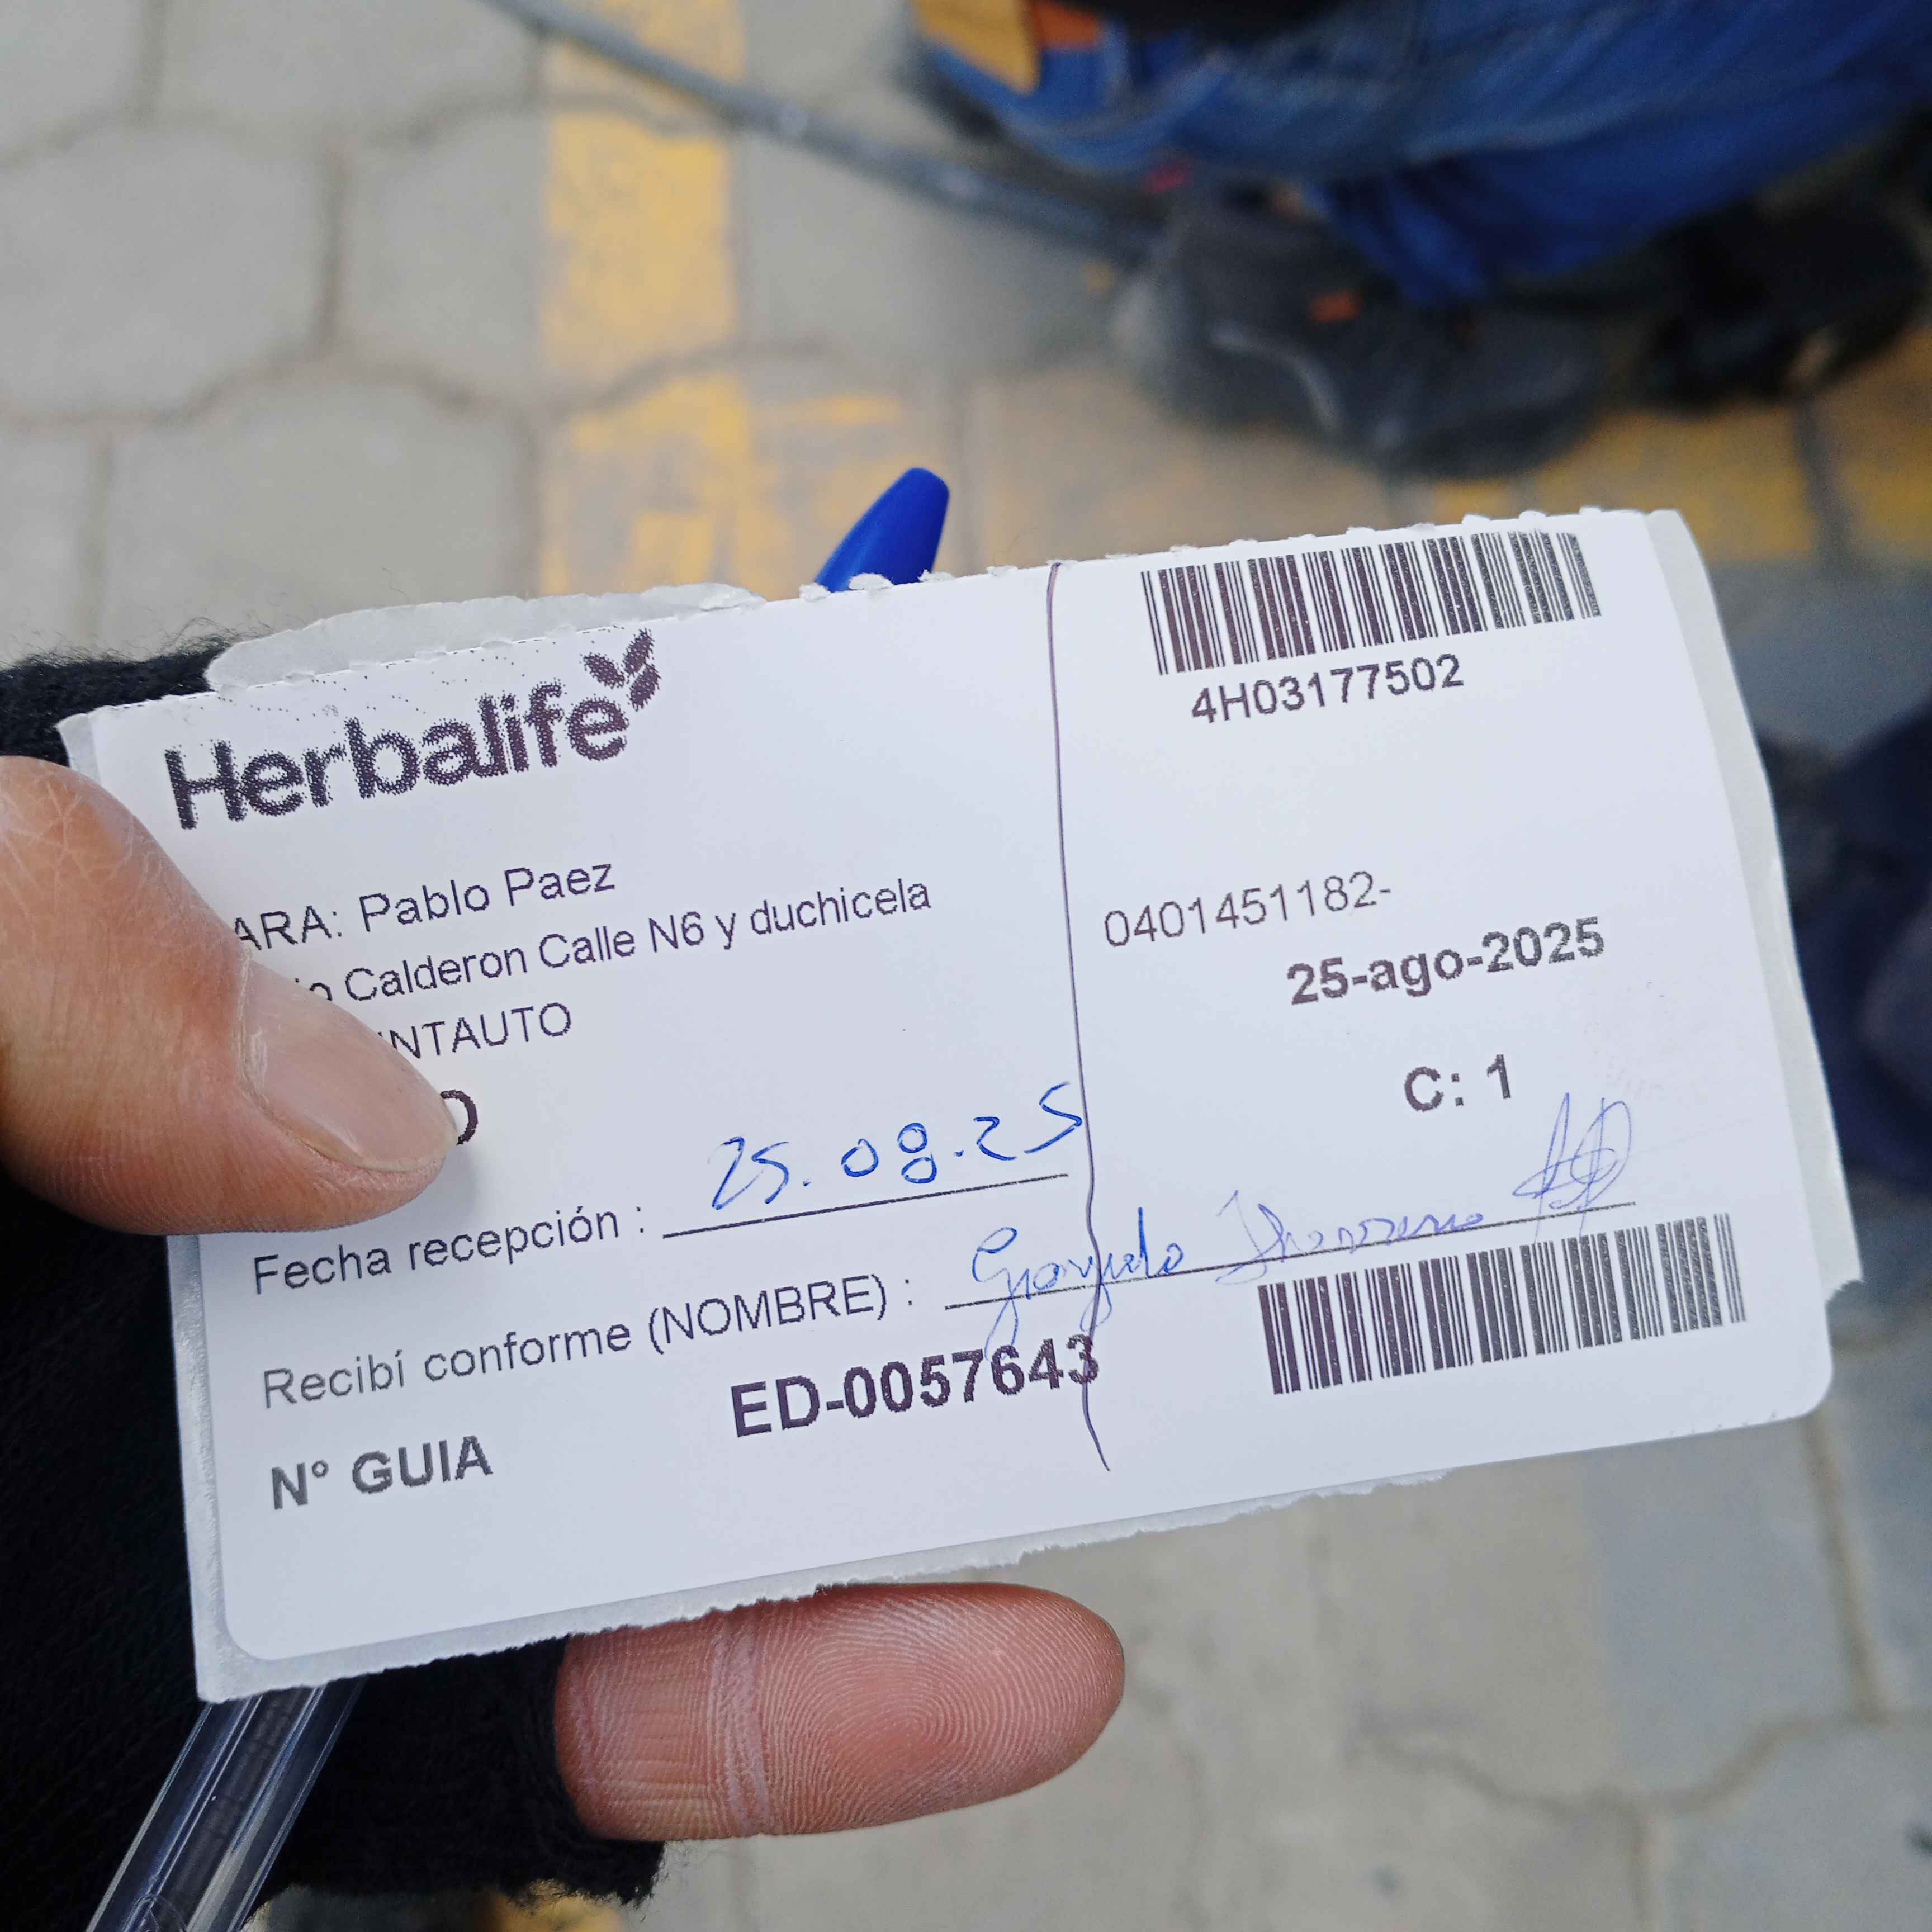 Herbalife
4H03177502
ARA: Pablo Paez
Calderon Calle N6 y duchicela
NTAUTO
0401451182-
25-ago-2025
C: 1
Fecha recepción : 25.08.25
Recibí conforme (NOMBRE) :
N° GUIA ED-0057643